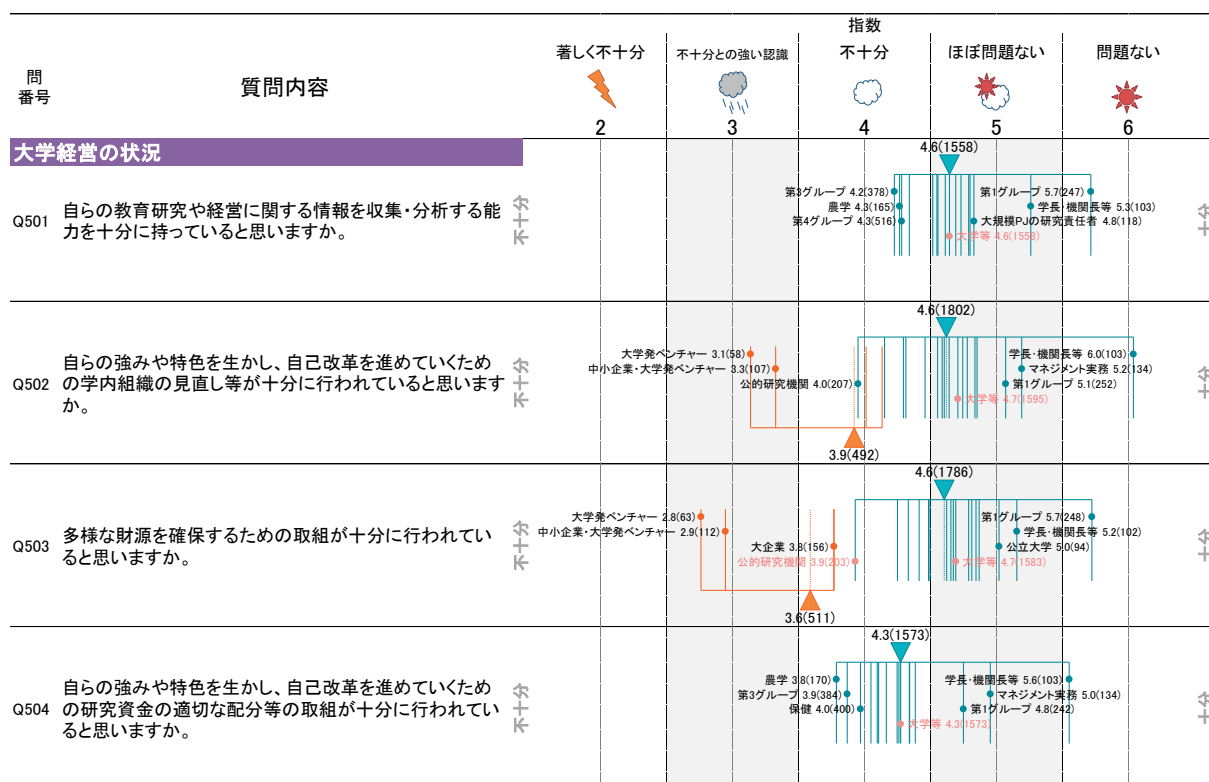 指数
著しく不十分
不十分との強い認識
不十分
ほぼ問題ない
問題ない
問
番号
質問内容
2
3
4
5
6
大学経営の状況
4.6(1558)
Q501
自らの教育研究や経営に関する情報を収集・分析する能
力を十分に持っていると思いますか。
不十分
第3グループ 4.2(378)
農学 4.3(165)
第4グループ 4.3(516)
第1グループ 5.7(247)
学長・機関長等 5.3(103)
大規模PJの研究責任者 4.8(118)
大学等 4.6(1558)
十分
4.6(1802)
Q502
自らの強みや特色を生かし、自己改革を進めていくため
の学内組織の見直し等が十分に行われていると思います
か。
不十分
大学発ベンチャー 3.1(58)
中小企業・大学発ベンチャー 3.3(107)
公的研究機関 4.0(207)
学長・機関長等 6.0(103)
マネジメント実務 5.2(134)
第1グループ 5.1(252)
大学等 4.7(1595)
十分
3.9(492)
4.6(1786)
Q503
多様な財源を確保するための取組が十分に行われてい
ると思いますか。
不十分
大学発ベンチャー 2.8(63)
中小企業・大学発ベンチャー 2.9(112)
大企業 3.8(156)
公的研究機関 3.9(203)
第1グループ 5.7(248)
学長・機関長等 5.2(102)
公立大学 5.0(94)
大学等 4.7(1583)
十分
3.6(511)
4.3(1573)
Q504
自らの強みや特色を生かし、自己改革を進めていくため
の研究資金の適切な配分等の取組が十分に行われてい
ると思いますか。
不十分
農学 3.8(170)
第3グループ 3.9(384)
保健 4.0(400)
学長・機関長等 5.6(103)
マネジメント実務 5.0(134)
第1グループ 4.8(242)
大学等 4.3(1573)
十分